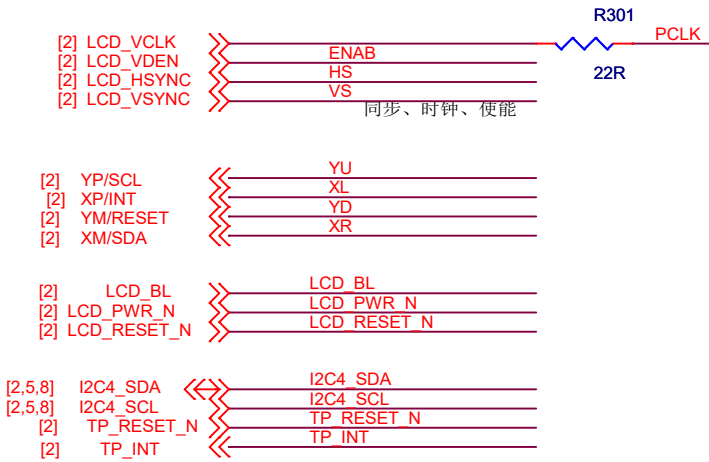 R301
[2] LCD_VCLK PCLK
[2] LCD_VDEN ENAB
[2] LCD_HSYNC HS
22R
[2] LCD_VSYNC VS
同步、时钟、使能
[2] YP/SCL YU
[2] XP/INT XL
[2] YM/RESET YD
[2] XM/SDA XR
[2] LCD_BL LCD_BL
[2] LCD_PWR_N LCD_PWR_N
[2] LCD_RESET_N LCD_RESET_N
[2,5,8] I2C4_SDA I2C4_SDA
[2,5,8] I2C4_SCL I2C4_SCL
[2] TP_RESET_N TP_RESET_N
[2] TP_INT TP_INT